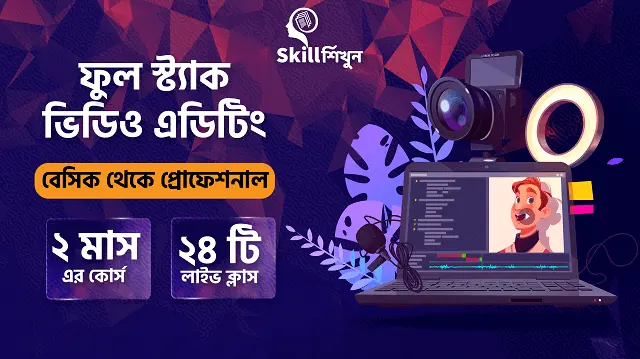 Skillশিখুন
ফুল স্ট্যাক
ভিডিও এডিটিং
বেসিক থেকে প্রোফেশনাল
২ মাস
এর কোর্স
২৪ টি
লাইভ ক্লাস